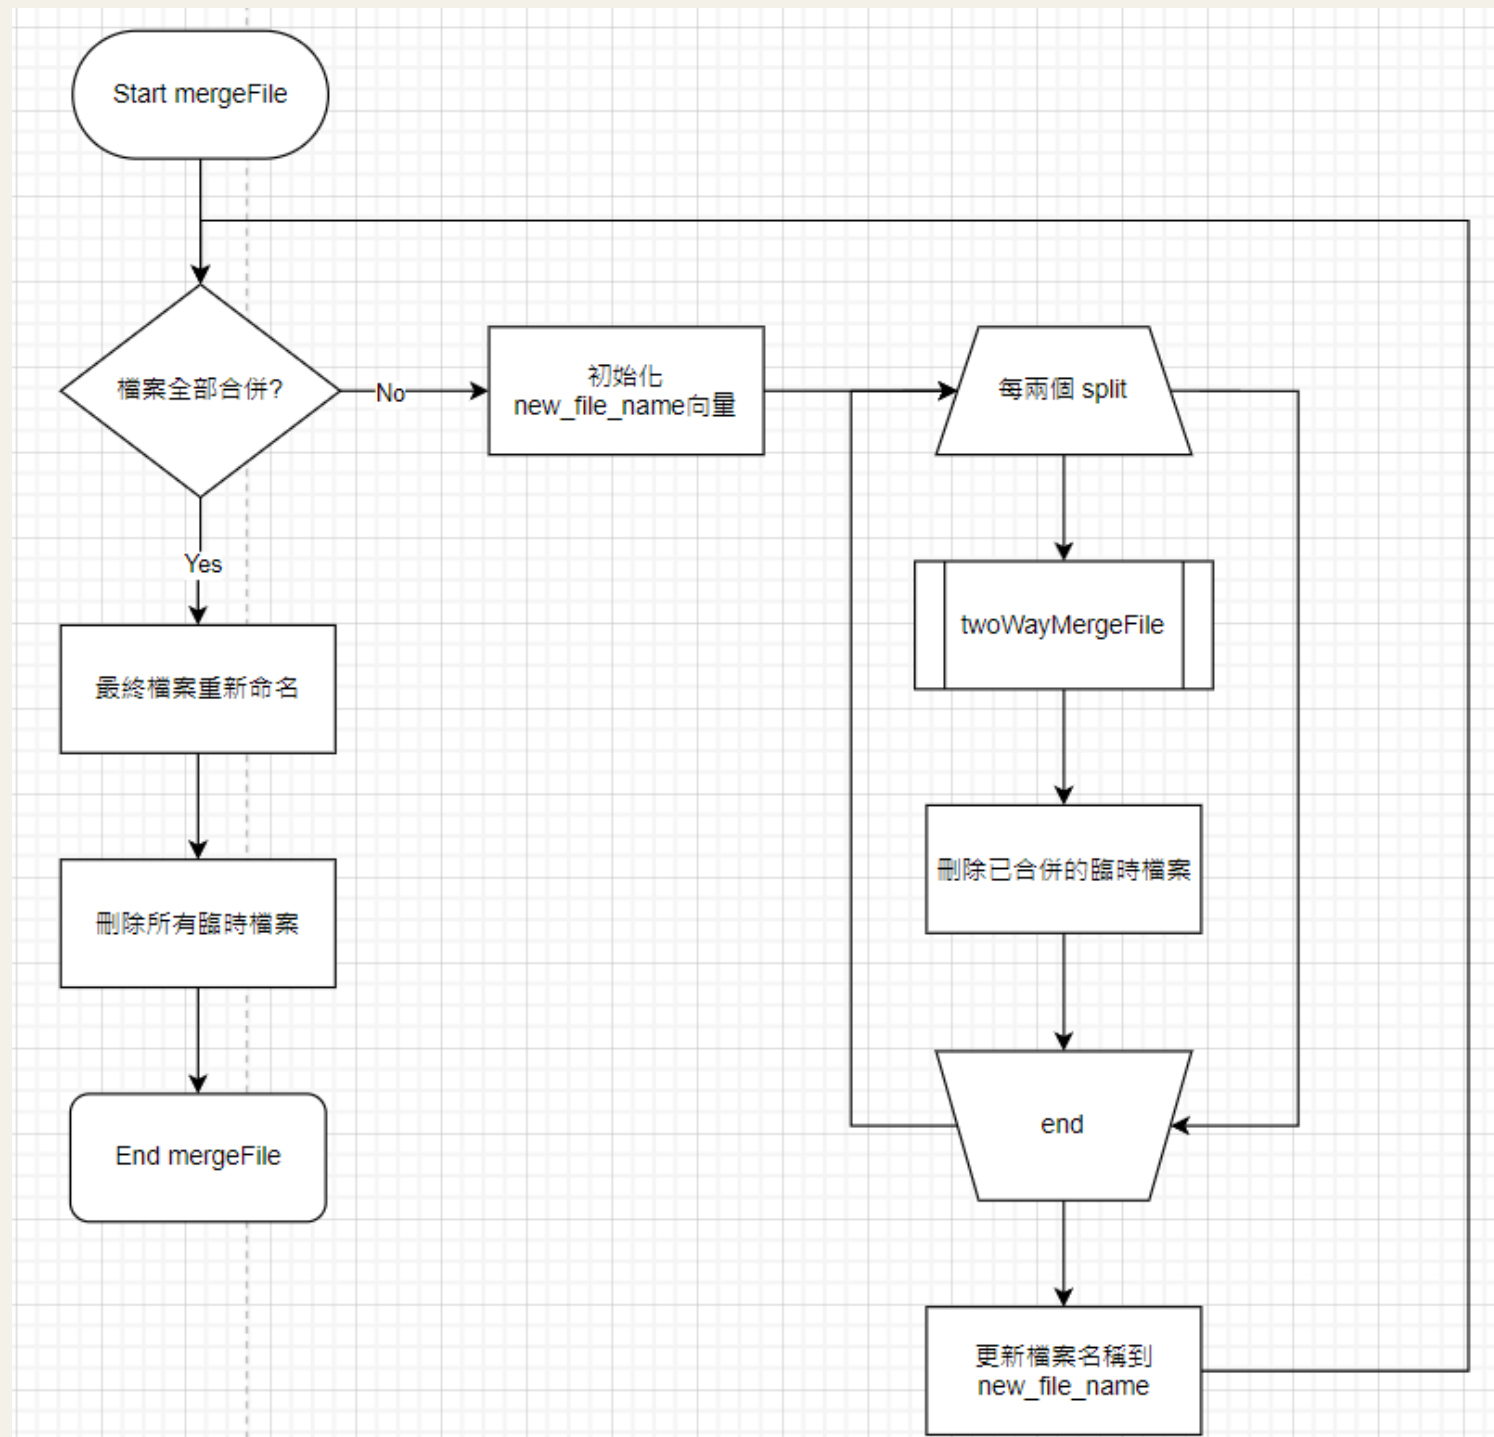 Start mergeFile
檔案全部合併?
No
初始化
new_file_name向量
每兩個 split
Yes
twoWayMergeFile
最終檔案重新命名
刪除已合併的臨時檔案
刪除所有臨時檔案
end
End mergeFile
更新檔案名稱到
new_file_name